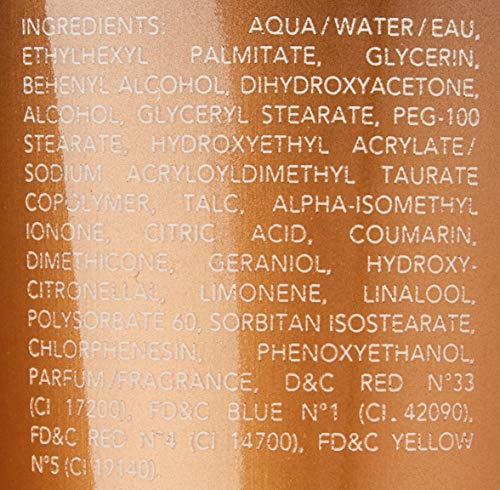 INGREDIENTS: AQUA/WATER/EAU,
ETHYLHEXYL PALMITATE, GLYCERIN,
BEHENYL ALCOHOL, DIHYDROXYACETONE,
ALCOHOL, GLYCERYL STEARATE, PEG-100
STEARATE, HYDROXYETHYL ACRYLATE/
SODIUM ACRYLOYLDIMETHYL TAURATE
COPOLYMER, TALC, ALPHA-ISOMETHYL
IONONE, CITRIC ACID, COUMARIN,
DIMETHICONE, GERANIOL, HYDROXY-
CITRONELLAL, LIMONENE, LINALOOL,
POLYSORBATE 60, SORBITAN ISOSTEARATE,
CHLORPHENESIN, PHENOXYETHANOL,
PARFUM/FRAGRANCE, D&C RED N°33
(CI 17200), FD&C BLUE N°1 (CI. 42090),
FD&C RED N°4 (CI 14700), FD&C YELLOW
N°5 (CI 19140).